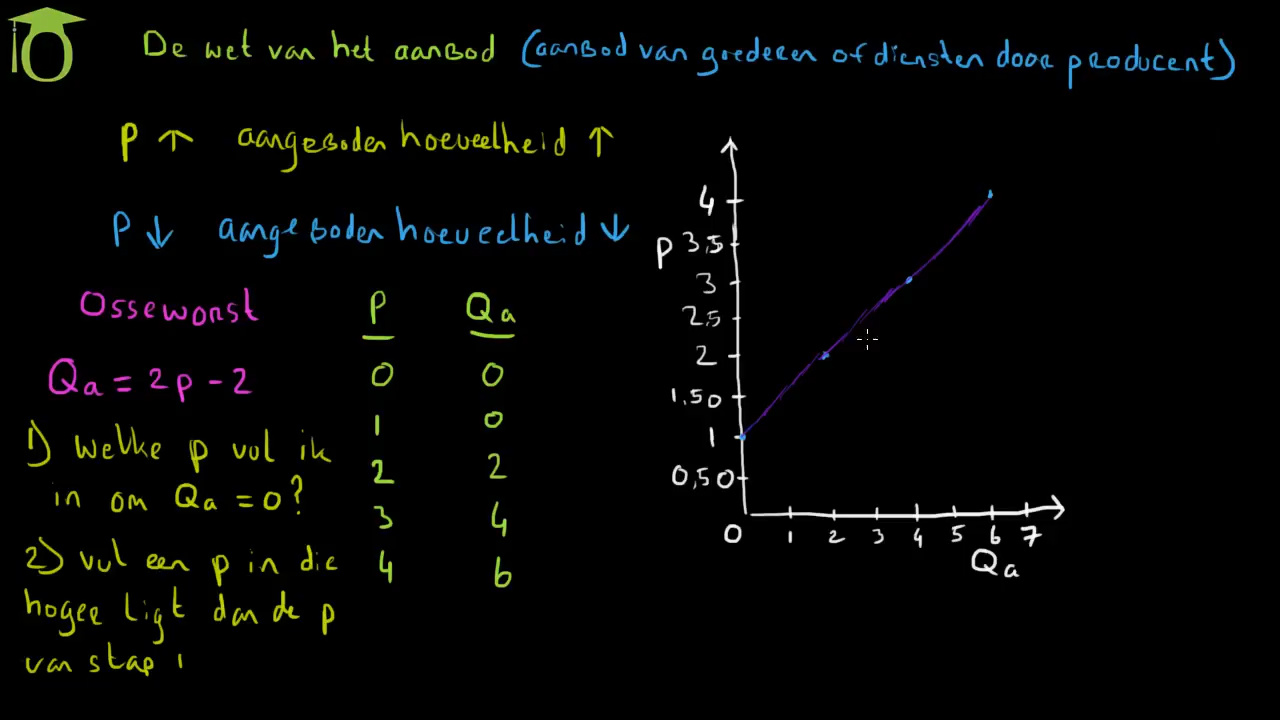 De wet van het aanbod (aanbod van goederen of diensten door producent)
P ↑ aangeboden hoeveelheid ↑
P ↓ aangeboden hoeveelheid ↓
Ossewonst
Qa = 2p - 2
1) welke p vul ik
in om Qa = 0?
2) vul een p in die
hoger ligt dan de p
van stap 1
P Qa
0 0
1 0
2 2
3 4
4 6
4
P 3,5
3
2,5
2
1,50
1
0,50
0 1 2 3 4 5 6 7
Qa